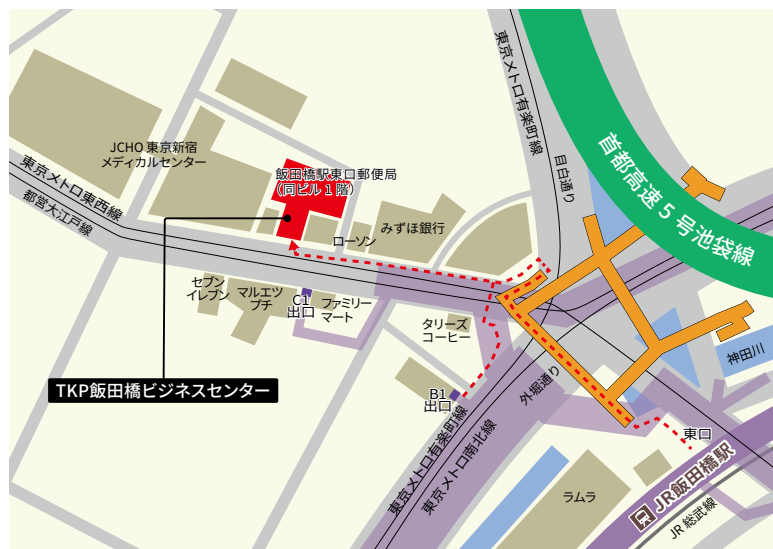 東京メトロ有楽町線
目白通り
首都高速5号池袋線
JCHO 東京新宿
メディカルセンター
飯田橋駅東口郵便局
(同ビル1階)
東京メトロ東西線
都営大江戸線
みずほ銀行
ローソン
セブン
イレブン
マルエツ
プチ
C1
出口
ファミリー
マート
タリーズ
コーヒー
神田川
TKP飯田橋ビジネスセンター
B1
出口
外堀通り
東京メトロ有楽町線
東京メトロ南北線
東口
JR飯田橋駅
ラムラ
JR 総武線